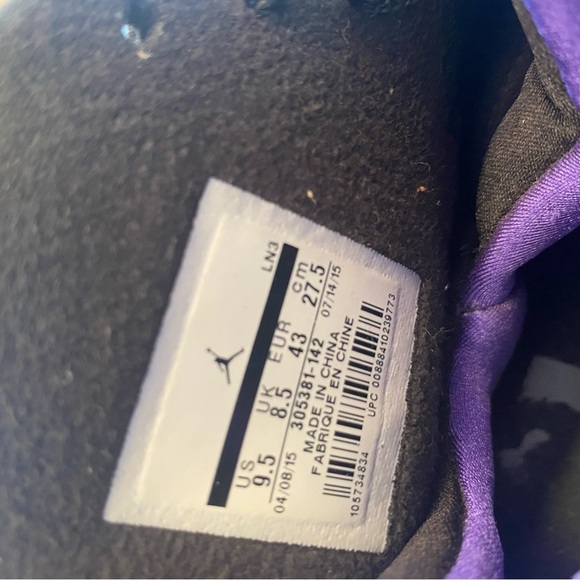 LN3
US UK EUR cm
9.5 8.5 43 27.5
04/08/15 305381-142 07/14/15
MADE IN CHINA
FABRIQUE EN CHINE
105734834 UPC 00888410239773